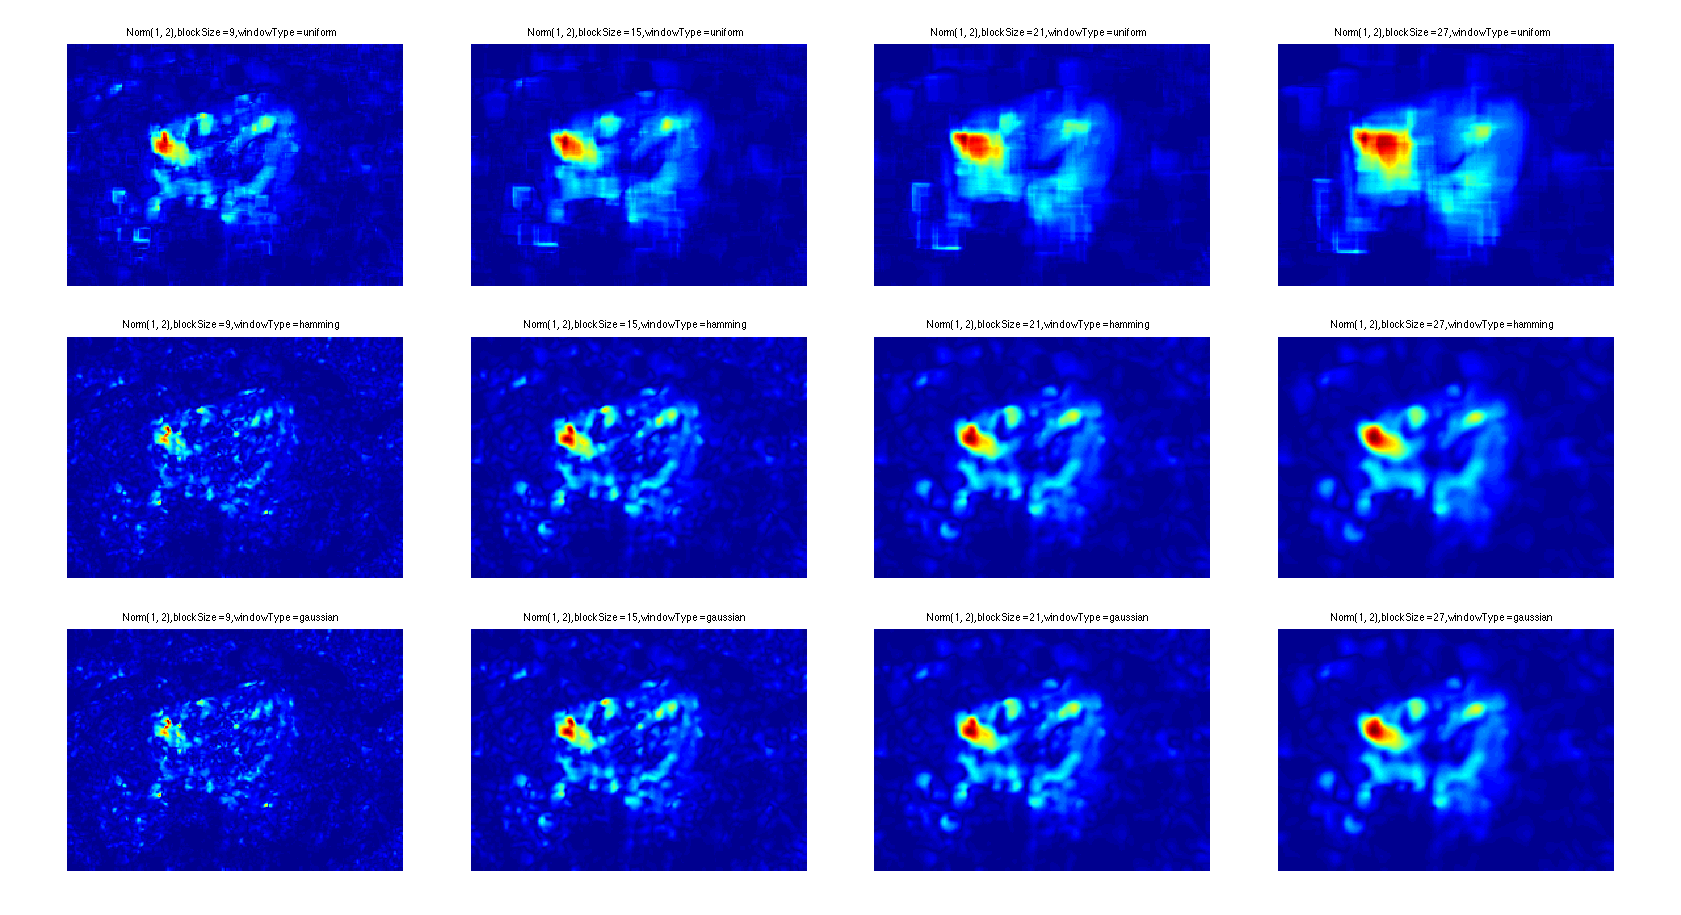 Norm(1, 2),blockSize=9,windowType=uniform
Norm(1, 2),blockSize=15,windowType=uniform
Norm(1, 2),blockSize=21,windowType=uniform
Norm(1, 2),blockSize=27,windowType=uniform
Norm(1, 2),blockSize=9,windowType=hamming
Norm(1, 2),blockSize=15,windowType=hamming
Norm(1, 2),blockSize=21,windowType=hamming
Norm(1, 2),blockSize=27,windowType=hamming
Norm(1, 2),blockSize=9,windowType=gaussian
Norm(1, 2),blockSize=15,windowType=gaussian
Norm(1, 2),blockSize=21,windowType=gaussian
Norm(1, 2),blockSize=27,windowType=gaussian